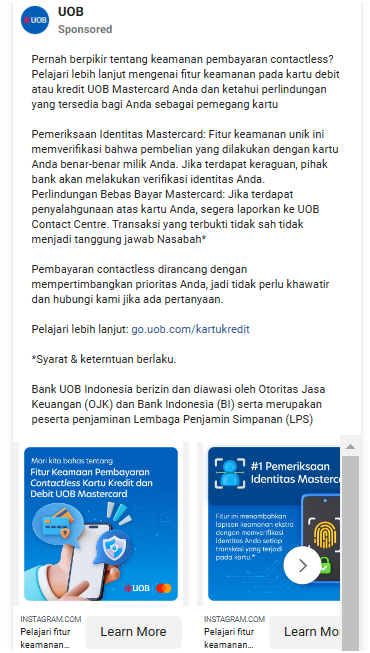 UOB
Sponsored
Pernah berpikir tentang keamanan pembayaran contactless?
Pelajari lebih lanjut mengenai fitur keamanan pada kartu debit
atau kredit UOB Mastercard Anda dan ketahui perlindungan
yang tersedia bagi Anda sebagai pemegang kartu
Pemeriksaan Identitas Mastercard: Fitur keamanan unik ini
memverifikasi bahwa pembelian yang dilakukan dengan kartu
Anda benar-benar milik Anda. Jika terdapat keraguan, pihak
bank akan melakukan verifikasi identitas Anda.
Perlindungan Bebas Bayar Mastercard: Jika terdapat
penyalahgunaan atas kartu Anda, segera laporkan ke UOB
Contact Centre. Transaksi yang terbukti tidak sah tidak
menjadi tanggung jawab Nasabah*
Pembayaran contactless dirancang dengan
mempertimbangkan prioritas Anda, jadi tidak perlu khawatir
dan hubungi kami jika ada pertanyaan.
Pelajari lebih lanjut: go.uob.com/kartukredit
*Syarat & keterntuan berlaku.
Bank UOB Indonesia berizin dan diawasi oleh Otoritas Jasa
Keuangan (OJK) dan Bank Indonesia (BI) serta merupakan
peserta penjaminan Lembaga Penjamin Simpanan (LPS)
Mari kita bahas tentang
Fitur Keamaan Pembayaran
Contactless Kartu Kredit dan
Debit UOB Mastercard
UOB
#1 Pemeriksaan
Identitas Masterc
Fitur ini menambahkan
lapisan keamanan ekstra
dengan memverifikasi
identitas Anda setiap
transaksi yang terjadi
pada kartu.*
INSTAGRAM.COM
Pelajari fitur
keamanan...
Learn More
INSTAGRAM.COM
Pelajari fitur
keamanan...
Learn Mo